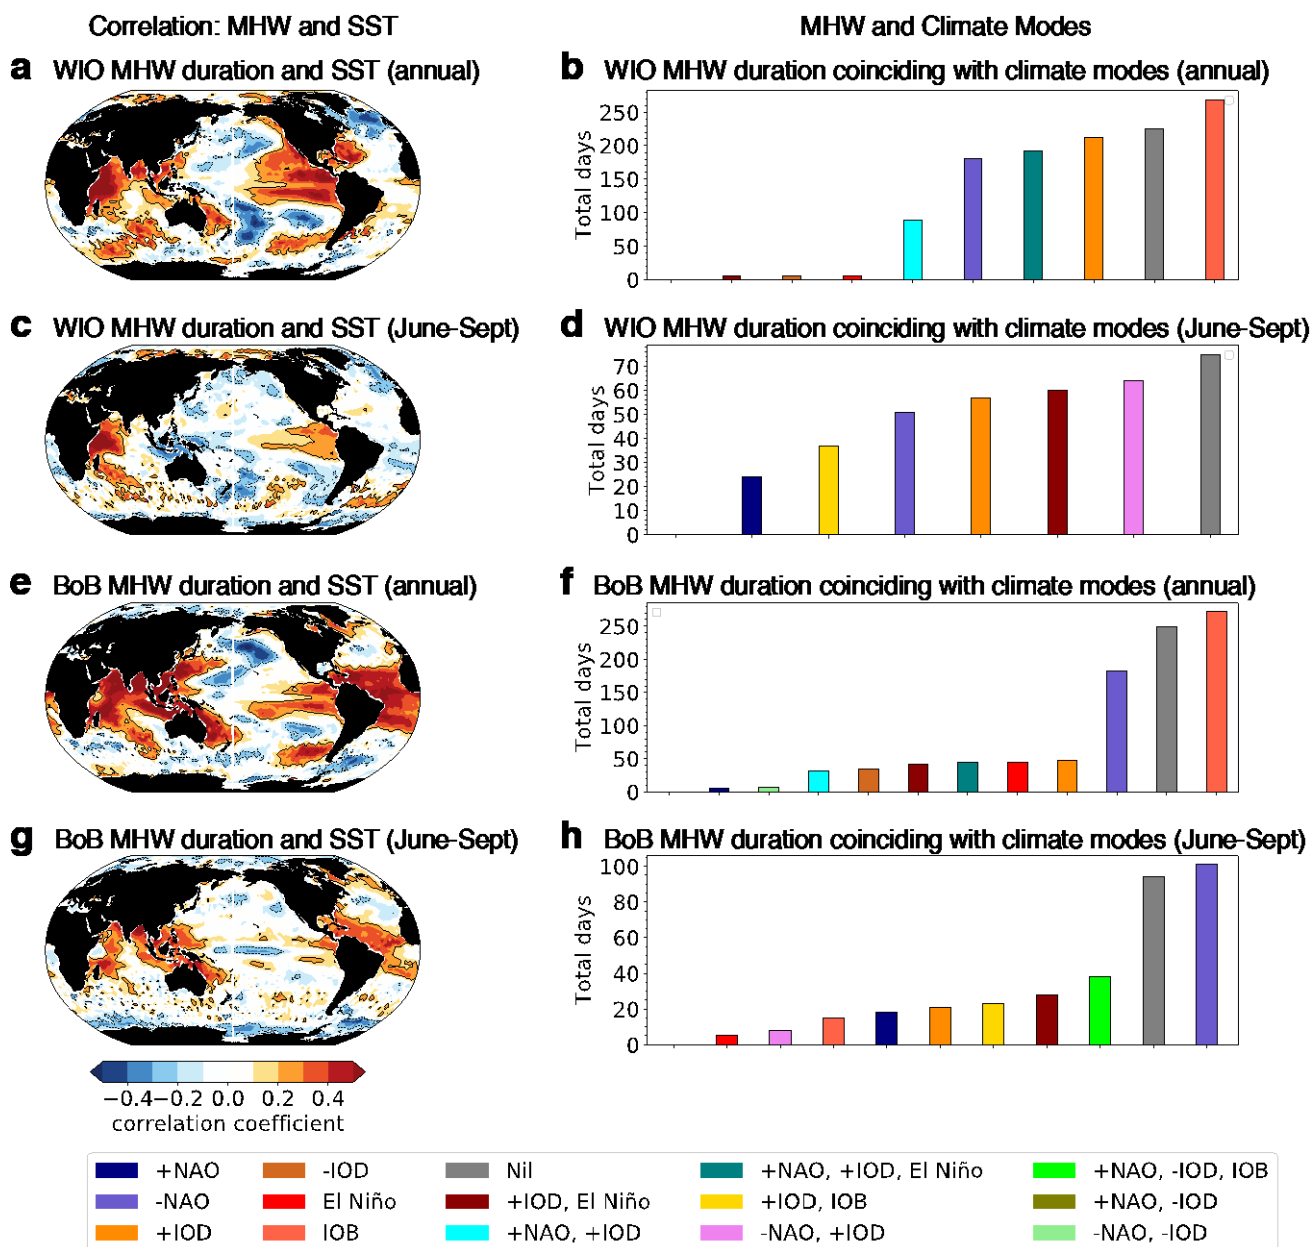 Correlation: MHW and SST
MHW and Climate Modes
a WIO MHW duration and SST (annual)
b WIO MHW duration coinciding with climate modes (annual)
Total days
250
200
150
100
50
0
c WIO MHW duration and SST (June-Sept)
d WIO MHW duration coinciding with climate modes (June-Sept)
Total days
70
60
50
40
30
20
10
0
e BoB MHW duration and SST (annual)
f BoB MHW duration coinciding with climate modes (annual)
Total days
250
200
150
100
50
0
g BoB MHW duration and SST (June-Sept)
h BoB MHW duration coinciding with climate modes (June-Sept)
Total days
100
80
60
40
20
0
−0.4 −0.2 0.0 0.2 0.4
correlation coefficient
+NAO -IOD Nil +NAO, +IOD, El Niño +NAO, -IOD, IOB
-NAO El Niño +IOD, El Niño +IOD, IOB +NAO, -IOD
+IOD IOB +NAO, +IOD -NAO, +IOD -NAO, -IOD